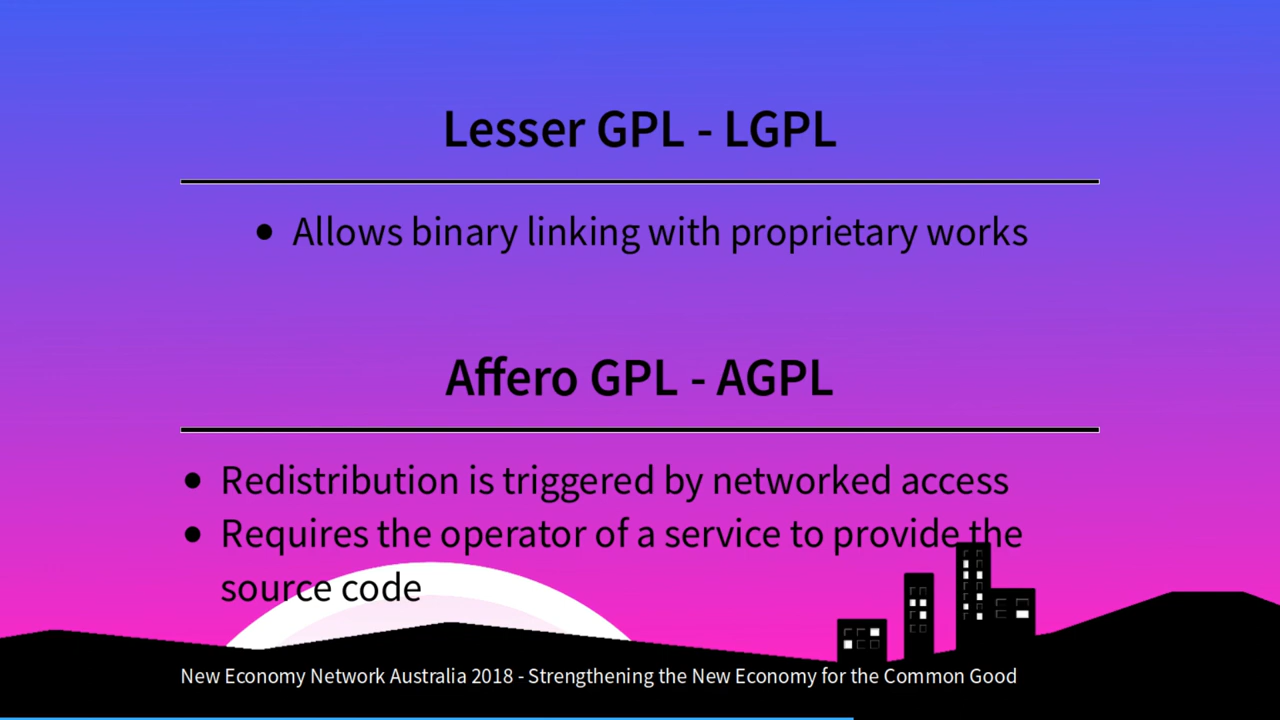 Lesser GPL - LGPL
• Allows binary linking with proprietary works
Affero GPL - AGPL
• Redistribution is triggered by networked access
• Requires the operator of a service to provide the
source code
New Economy Network Australia 2018 - Strengthening the New Economy for the Common Good